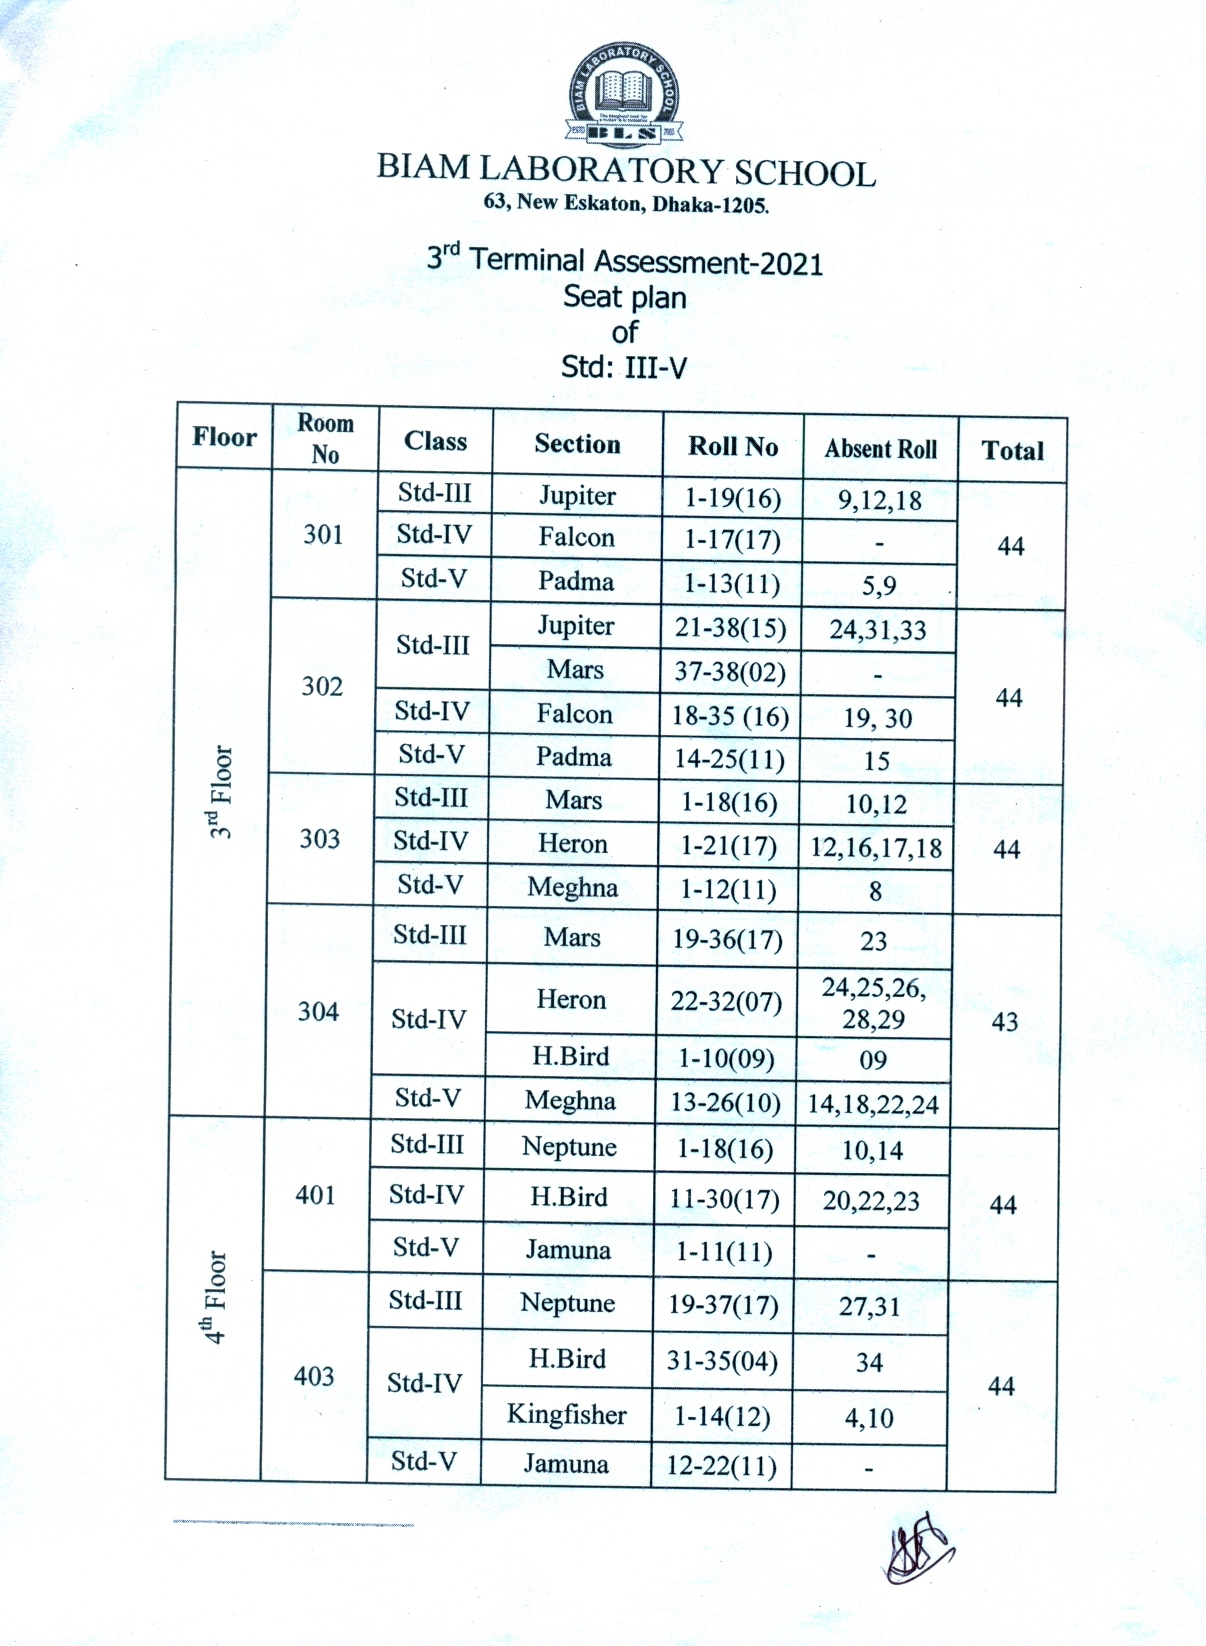 BIAM LABORATORY SCHOOL
BLS
BIAM LABORATORY SCHOOL
63, New Eskaton, Dhaka-1205.
3rd Terminal Assessment-2021
Seat plan
of
Std: III-V
Floor Room No Class Section Roll No Absent Roll Total
3rd Floor
301 Std-III Jupiter 1-19(16) 9,12,18 44
Std-IV Falcon 1-17(17) -
Std-V Padma 1-13(11) 5,9
302 Std-III Jupiter 21-38(15) 24,31,33 44
Mars 37-38(02) -
Std-IV Falcon 18-35 (16) 19, 30
Std-V Padma 14-25(11) 15
303 Std-III Mars 1-18(16) 10,12 44
Std-IV Heron 1-21(17) 12,16,17,18
Std-V Meghna 1-12(11) 8
304 Std-III Mars 19-36(17) 23 43
Std-IV Heron 22-32(07) 24,25,26, 28,29
H.Bird 1-10(09) 09
Std-V Meghna 13-26(10) 14,18,22,24
4th Floor
401 Std-III Neptune 1-18(16) 10,14 44
Std-IV H.Bird 11-30(17) 20,22,23
Std-V Jamuna 1-11(11) -
403 Std-III Neptune 19-37(17) 27,31 44
Std-IV H.Bird 31-35(04) 34
Kingfisher 1-14(12) 4,10
Std-V Jamuna 12-22(11) -